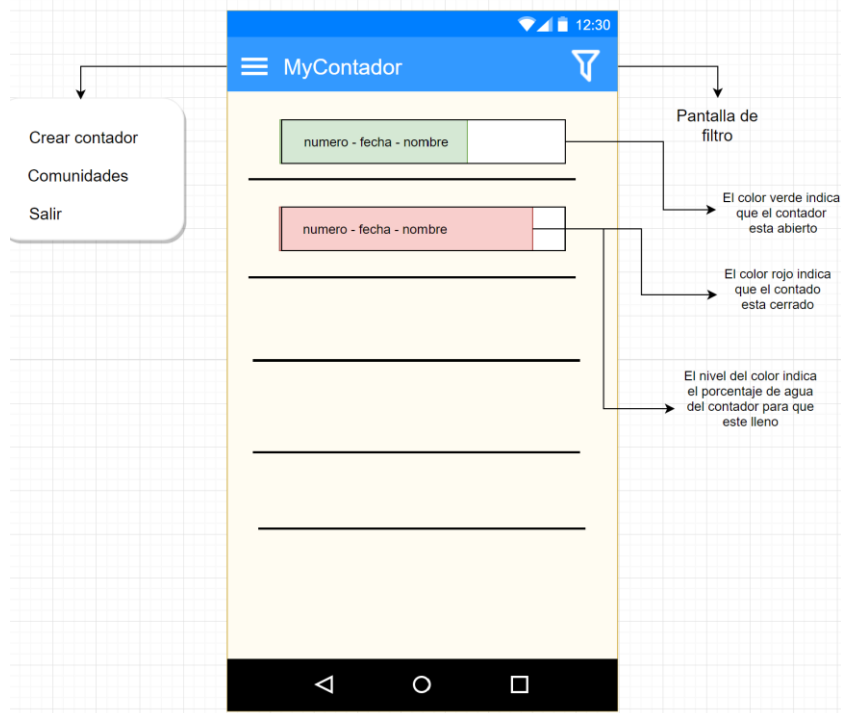 12:30
MyContador
Crear contador
Comunidades
Salir
numero - fecha - nombre
numero - fecha - nombre
Pantalla de
filtro
El color verde indica
que el contador
esta abierto
El color rojo indica
que el contado
esta cerrado
El nivel del color indica
el porcentaje de agua
del contador para que
este lleno